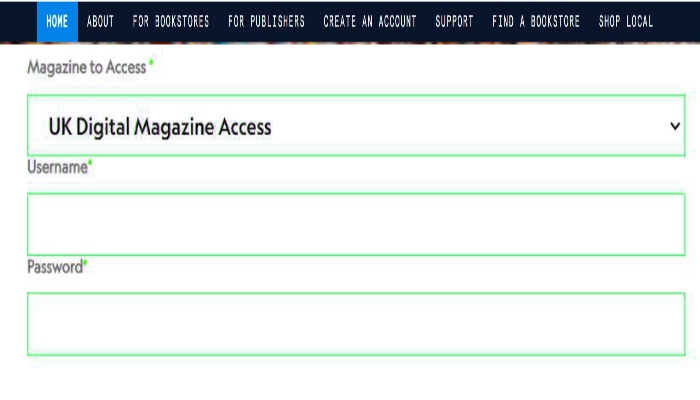 HOME ABOUT FOR BOOKSTORES FOR PUBLISHERS CREATE AN ACCOUNT SUPPORT FIND A BOOKSTORE SHOP LOCAL
Magazine to Access *
UK Digital Magazine Access
Username*
Password*